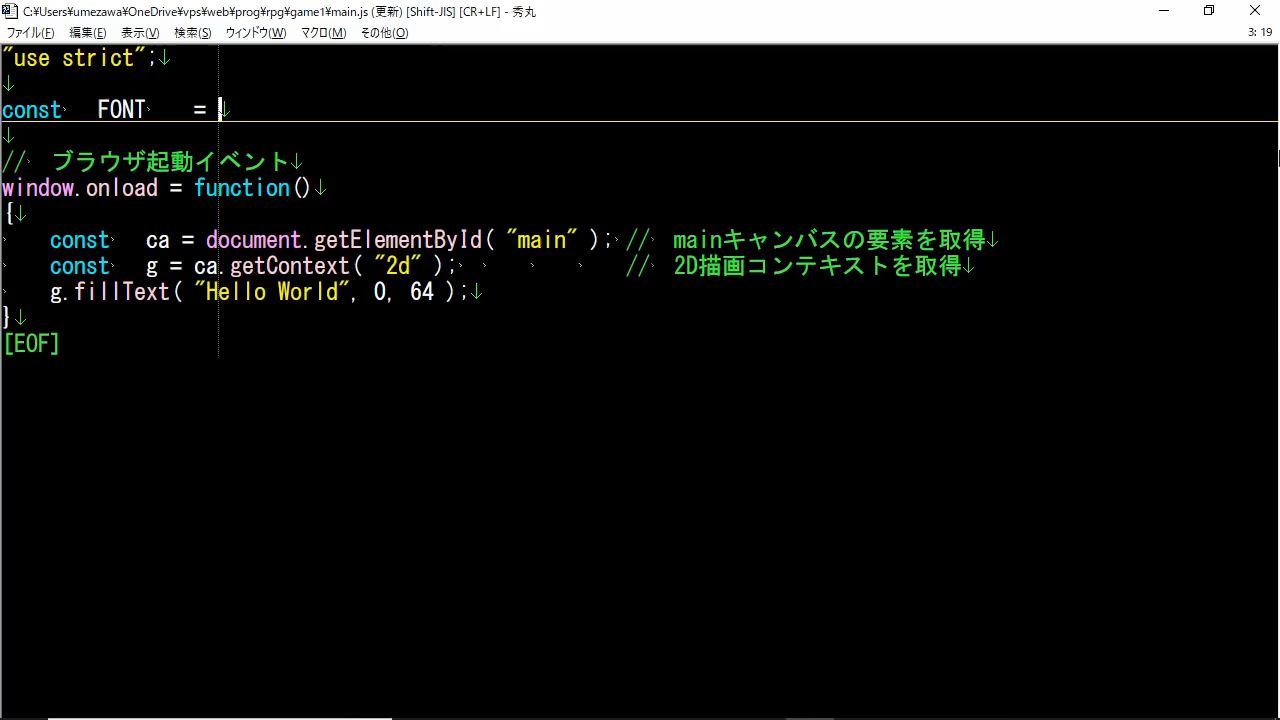 C:¥Users¥umezawa¥OneDrive¥vps¥web¥prog¥rpg¥game1¥main.js (更新) [Shift-JIS] [CR+LF] - 秀丸
ファイル(F) 編集(E) 表示(V) 検索(S) ウィンドウ(W) マクロ(M) その他(O) 3: 19
"use strict";↓
↓
const FONT = ↓
↓
// ブラウザ起動イベント↓
window.onload = function()↓
{↓
const ca = document.getElementById( "main" ); // mainキャンバスの要素を取得↓
const g = ca.getContext( "2d" ); // 2D描画コンテキストを取得↓
g.fillText( "Hello World", 0, 64 );↓
}↓
[EOF]